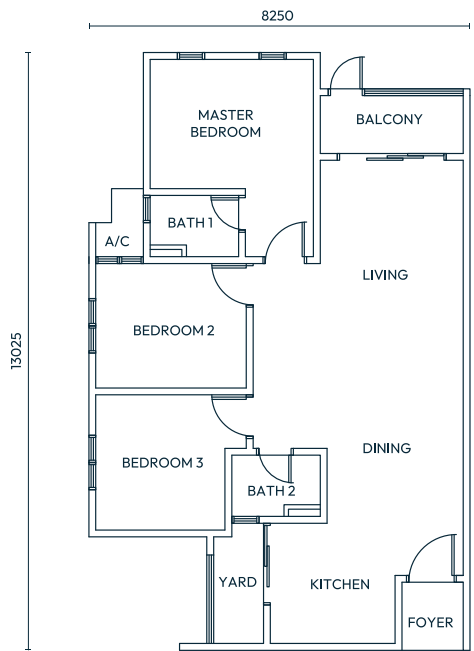 8250
MASTER
BEDROOM
BALCONY
BATH 1
A/C
LIVING
BEDROOM 2
13025
DINING
BEDROOM 3
BATH 2
YARD
KITCHEN
FOYER